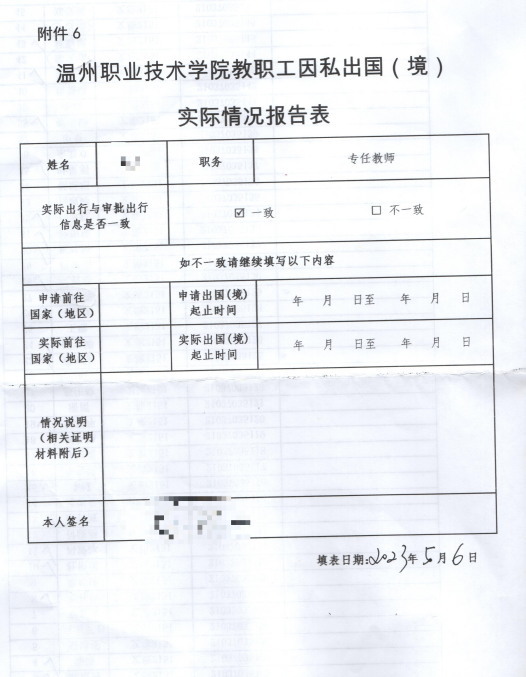 附件6
温州职业技术学院教职工因私出国（境）
实际情况报告表
姓名 职务 专任教师
实际出行与审批出行
信息是否一致
☑ 一致 ☐ 不一致
如不一致请继续填写以下内容
申请前往
国家（地区）
申请出国(境)
起止时间
年 月 日至 年 月 日
实际前往
国家（地区）
实际出国(境)
起止时间
年 月 日至 年 月 日
情况说明
（相关证明
材料附后）
本人签名
填表日期:2023年5月6日